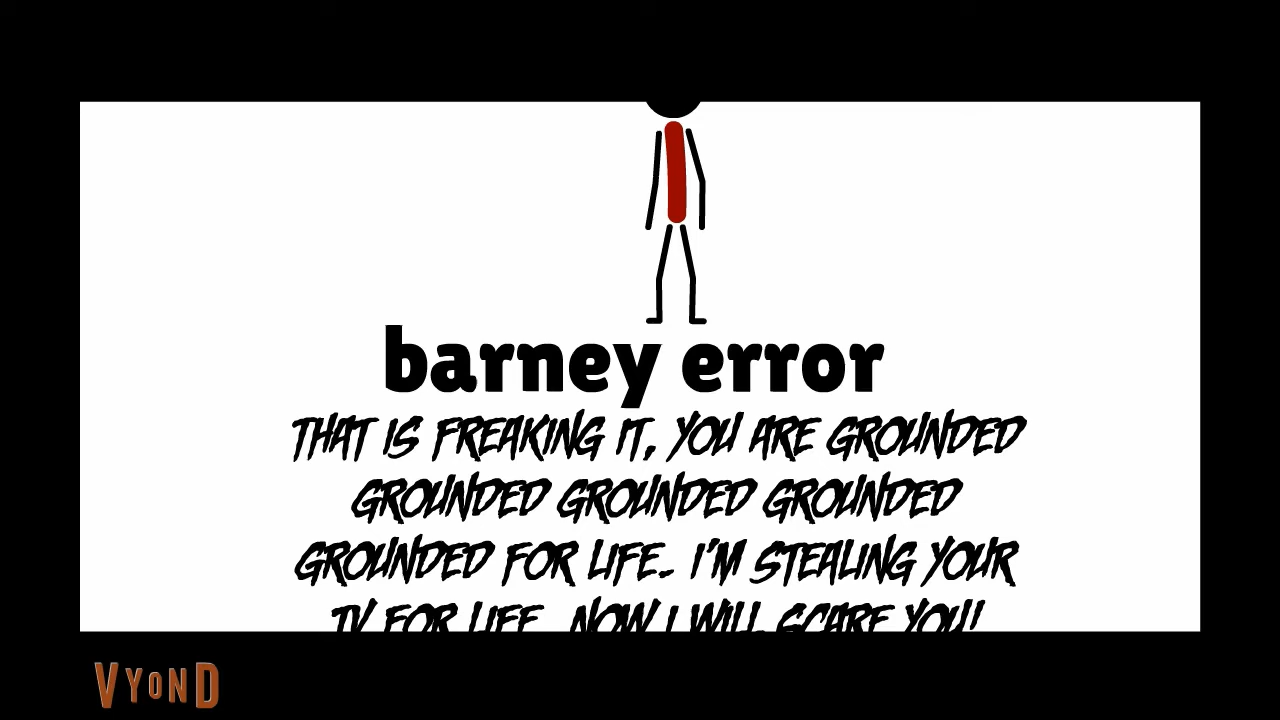 barney error
THAT IS FREAKING IT, YOU ARE GROUNDED
GROUNDED GROUNDED GROUNDED
GROUNDED FOR LIFE. I'M STEALING YOUR
TV FOR LIFE. NOW I WILL SCARE YOU!
VYOND